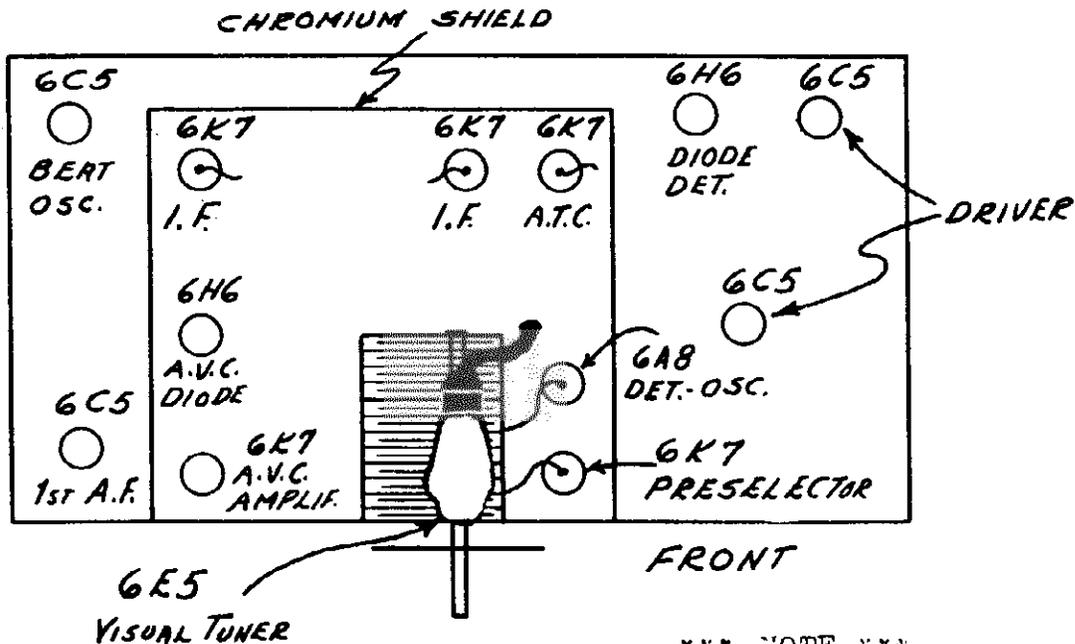 CHROMIUM SHIELD
6C5
6H6
6C5
6K7
6K7
6K7
BEAT
OSC.
DIODE
DET.
I.F.
I.F.
A.T.C.
DRIVER
6H6
6C5
A.V.C.
DIODE
6A8
DET.-OSC.
6C5
6K7
A.V.C.
AMPLIF.
6K7
PRESELECTOR
1ST A.F.
FRONT
6E5
VISUAL TUNER
*** NOTE ***